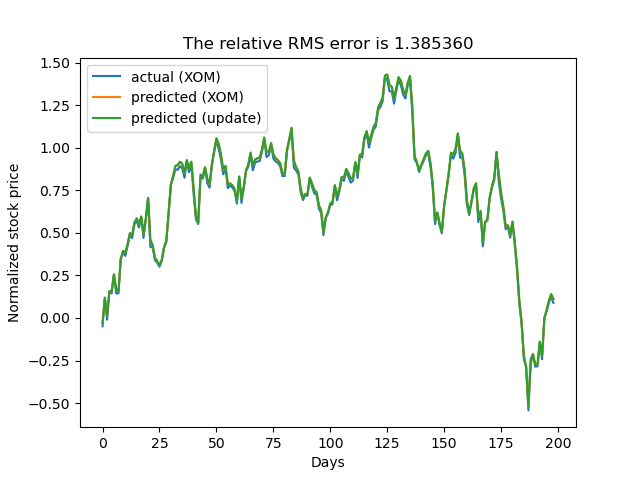 The relative RMS error is 1.385360
actual (XOM)
predicted (XOM)
predicted (update)
Normalized stock price
1.50
1.25
1.00
0.75
0.50
0.25
0.00
−0.25
−0.50
0 25 50 75 100 125 150 175 200
Days